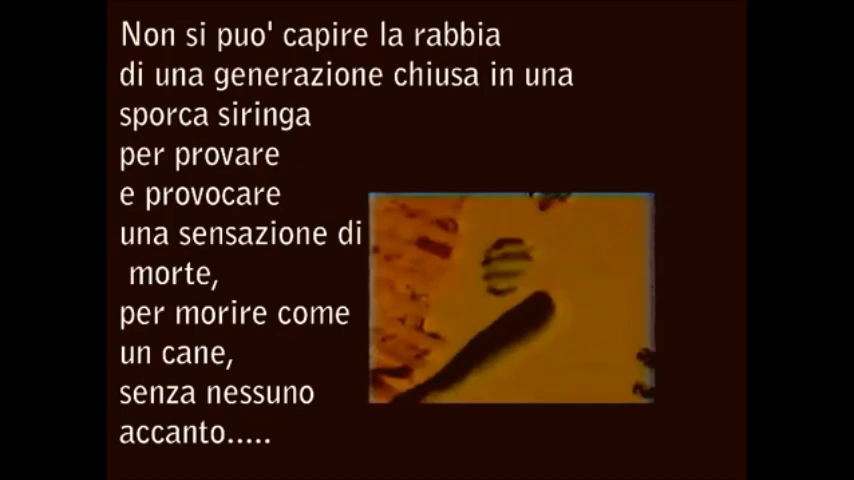 Non si puo' capire la rabbia
di una generazione chiusa in una
sporca siringa
per provare
e provocare
una sensazione di
morte,
per morire come
un cane,
senza nessuno
accanto.....